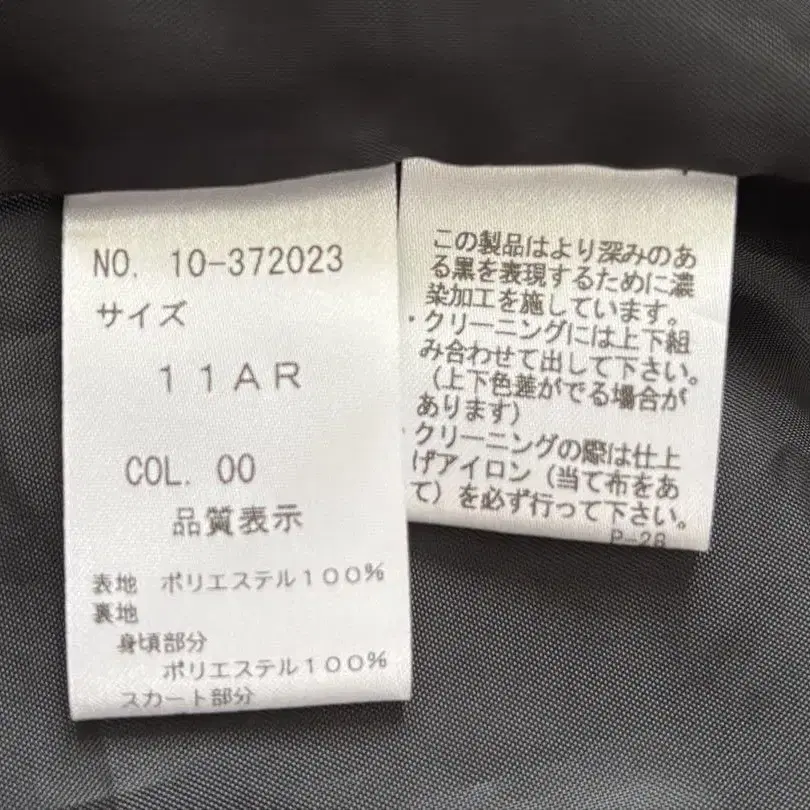 NO. 10-372023
サイズ
11AR
COL. 00
品質表示
表地 ポリエステル100%
裏地
身頃部分
ポリエステル100%
スカート部分
この製品はより深みのあ
る黒を表現するために濃
染加工を施しています。
・クリーニングには上下組
み合わせて出して下さい。
(上下色差がでる場合が
あります)
・クリーニングの際は仕上
げアイロン(当て布をあ
て)を必ず行って下さい。
P-28